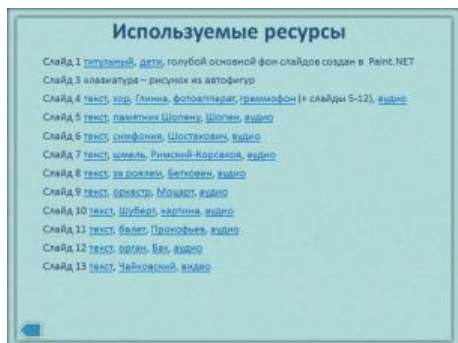 Используемые ресурсы
Слайд 1 титульный, дети, голубой основной фон слайдов создан в Paint.NET
Слайд 3 клавиатура – рисунок из автофигур
Слайд 4 текст, хор, Глинка, фотоаппарат, граммофон (+ слайды 5-12), аудио
Слайд 5 текст, памятник Шопену, Шопен, аудио
Слайд 6 текст, симфония, Шостакович, аудио
Слайд 7 текст, шмель, Римский-Корсаков, аудио
Слайд 8 текст, за роялем, Бетховен, аудио
Слайд 9 текст, оркестр, Моцарт, аудио
Слайд 10 текст, Шуберт, картина, аудио
Слайд 11 текст, балет, Прокофьев, аудио
Слайд 12 текст, орган, Бах, аудио
Слайд 13 текст, Чайковский, видео